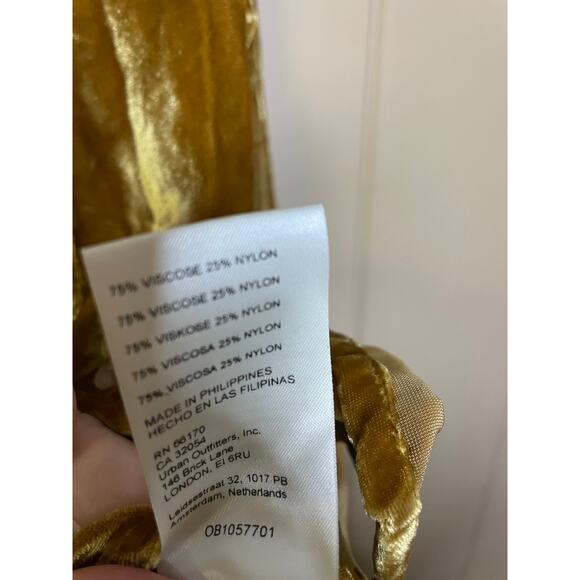 75% VISCOSE 25% NYLON
75% VISCOSE 25% NYLON
75% VISKOSE 25% NYLON
75% VISCOSA 25% NYLON
75% VISCOSA 25% NYLON
MADE IN PHILIPPINES
HECHO EN LAS FILIPINAS
RN 66170
CA 32054
Urban Outfitters, Inc.
146 Brick Lane
LONDON, EI 6RU
Leidsestraat 32, 1017 PB
Amsterdam, Netherlands
OB1057701